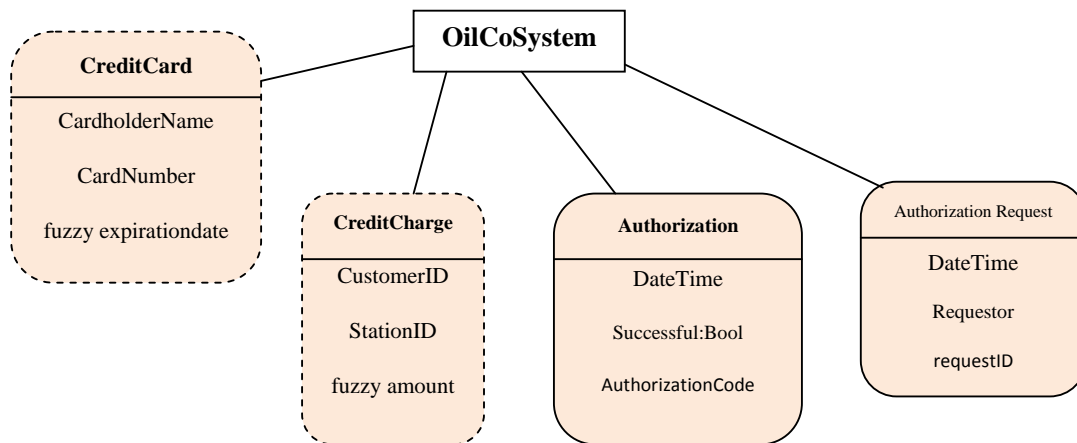 OilCoSystem
CreditCard
CardholderName
CardNumber
fuzzy expirationdate
CreditCharge
CustomerID
StationID
fuzzy amount
Authorization
DateTime
Successful:Bool
AuthorizationCode
Authorization Request
DateTime
Requestor
requestID